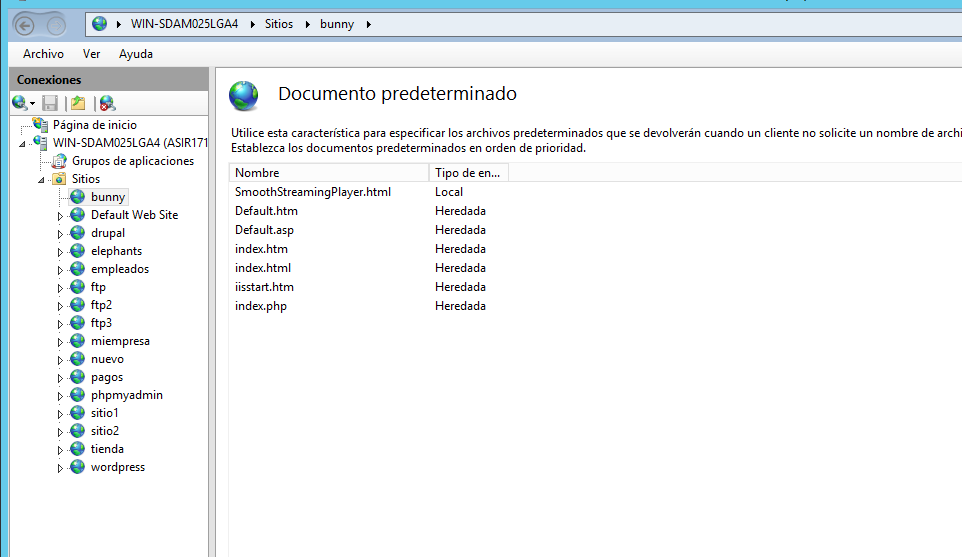 WIN-SDAM025LGA4 Sitios bunny
Archivo Ver Ayuda
Conexiones
Página de inicio
WIN-SDAM025LGA4 (ASIR171
Grupos de aplicaciones
Sitios
bunny
Default Web Site
drupal
elephants
empleados
ftp
ftp2
ftp3
miempresa
nuevo
pagos
phpmyadmin
sitio1
sitio2
tienda
wordpress
Documento predeterminado
Utilice esta característica para especificar los archivos predeterminados que se devolverán cuando un cliente no solicite un nombre de archi
Establezca los documentos predeterminados en orden de prioridad.
Nombre Tipo de en...
SmoothStreamingPlayer.html Local
Default.htm Heredada
Default.asp Heredada
index.htm Heredada
index.html Heredada
iisstart.htm Heredada
index.php Heredada